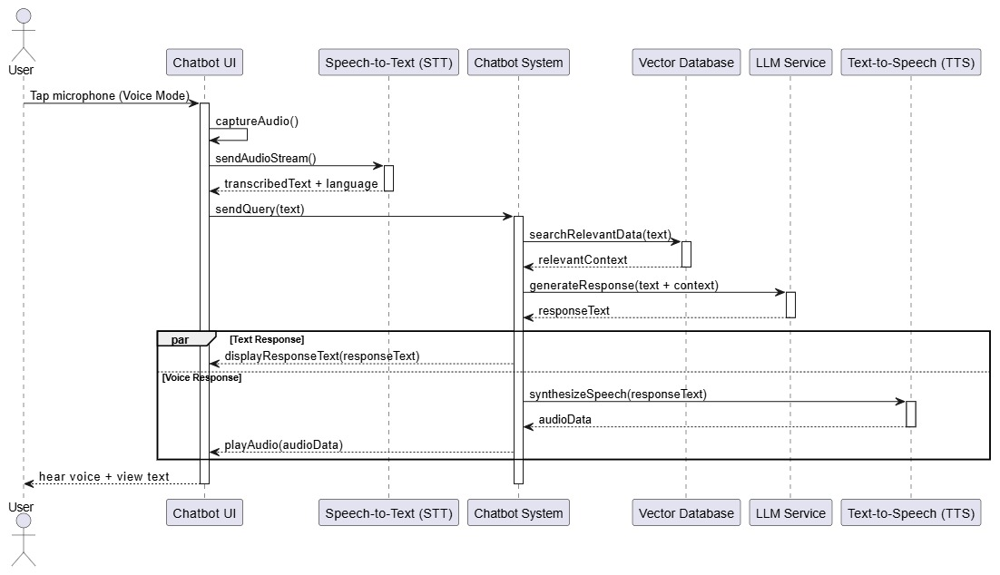 User
Chatbot UI
Speech-to-Text (STT)
Chatbot System
Vector Database
LLM Service
Text-to-Speech (TTS)
Tap microphone (Voice Mode)
captureAudio()
sendAudioStream()
transcribedText + language
sendQuery(text)
searchRelevantData(text)
relevantContext
generateResponse(text + context)
responseText
par
[Text Response]
displayResponseText(responseText)
[Voice Response]
synthesizeSpeech(responseText)
audioData
playAudio(audioData)
hear voice + view text
User
Chatbot UI
Speech-to-Text (STT)
Chatbot System
Vector Database
LLM Service
Text-to-Speech (TTS)